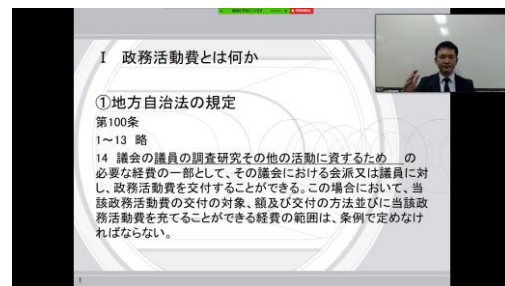 Ⅰ 政務活動費とは何か
①地方自治法の規定
第100条
1～13 略
14 議会の議員の調査研究その他の活動に資するため の
必要な経費の一部として、その議会における会派又は議員に対
し、政務活動費を交付することができる。この場合において、当
該政務活動費の交付の対象、額及び交付の方法並びに当該政
務活動費を充てることができる経費の範囲は、条例で定めなけ
ればならない。